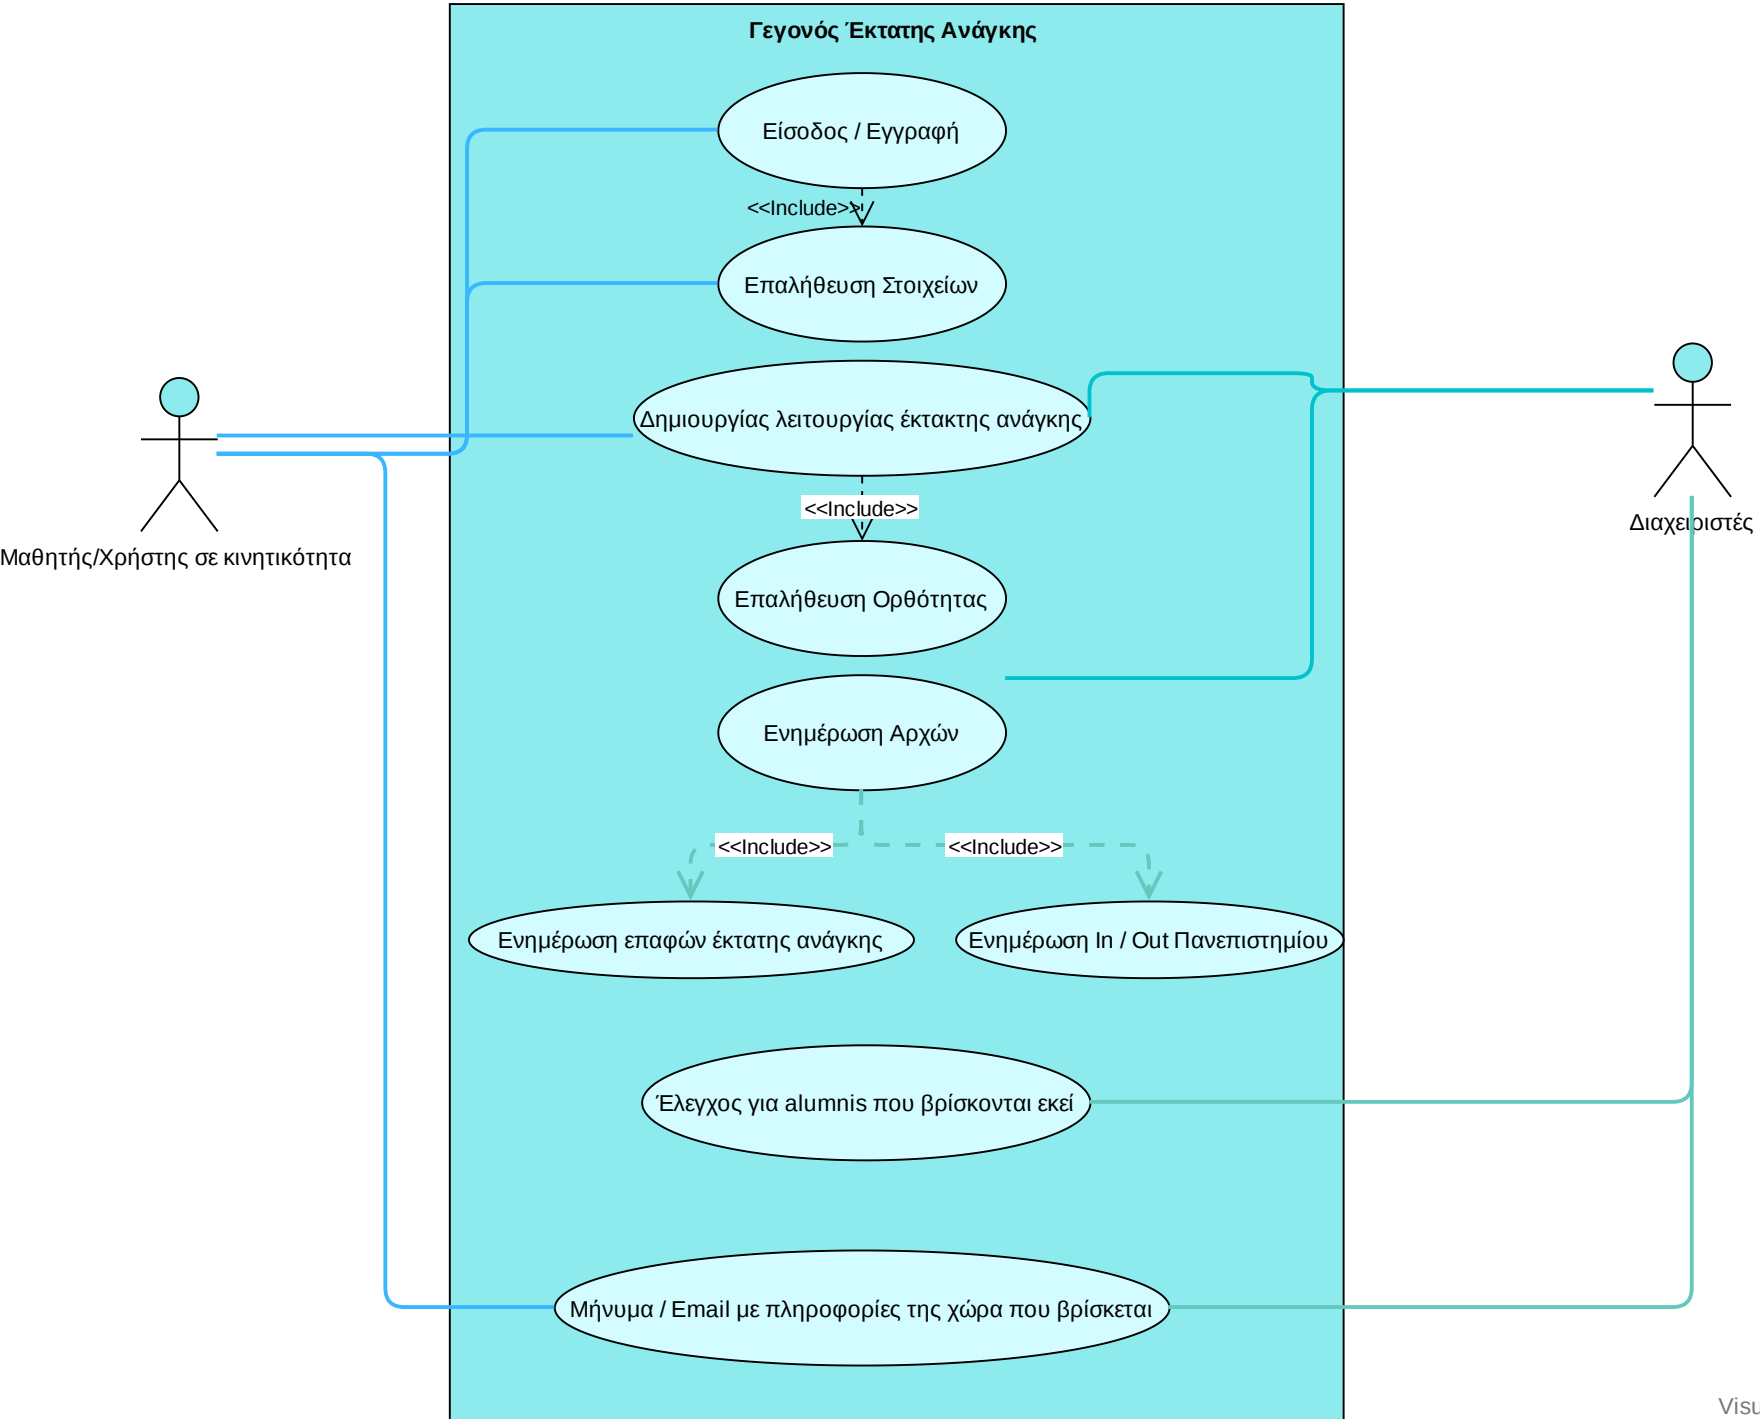 Γεγονός Έκτατης Ανάγκης
Είσοδος / Εγγραφή
<<Include>>
Επαλήθευση Στοιχείων
Δημιουργίας λειτουργίας έκτακτης ανάγκης
Μαθητής/Χρήστης σε κινητικότητα
Διαχειριστές
<<Include>>
Επαλήθευση Ορθότητας
Ενημέρωση Αρχών
<<Include>>
<<Include>>
Ενημέρωση επαφών έκτατης ανάγκης
Ενημέρωση In / Out Πανεπιστημίου
Έλεγχος για alumnis που βρίσκονται εκεί
Μήνυμα / Email με πληροφορίες της χώρα που βρίσκεται